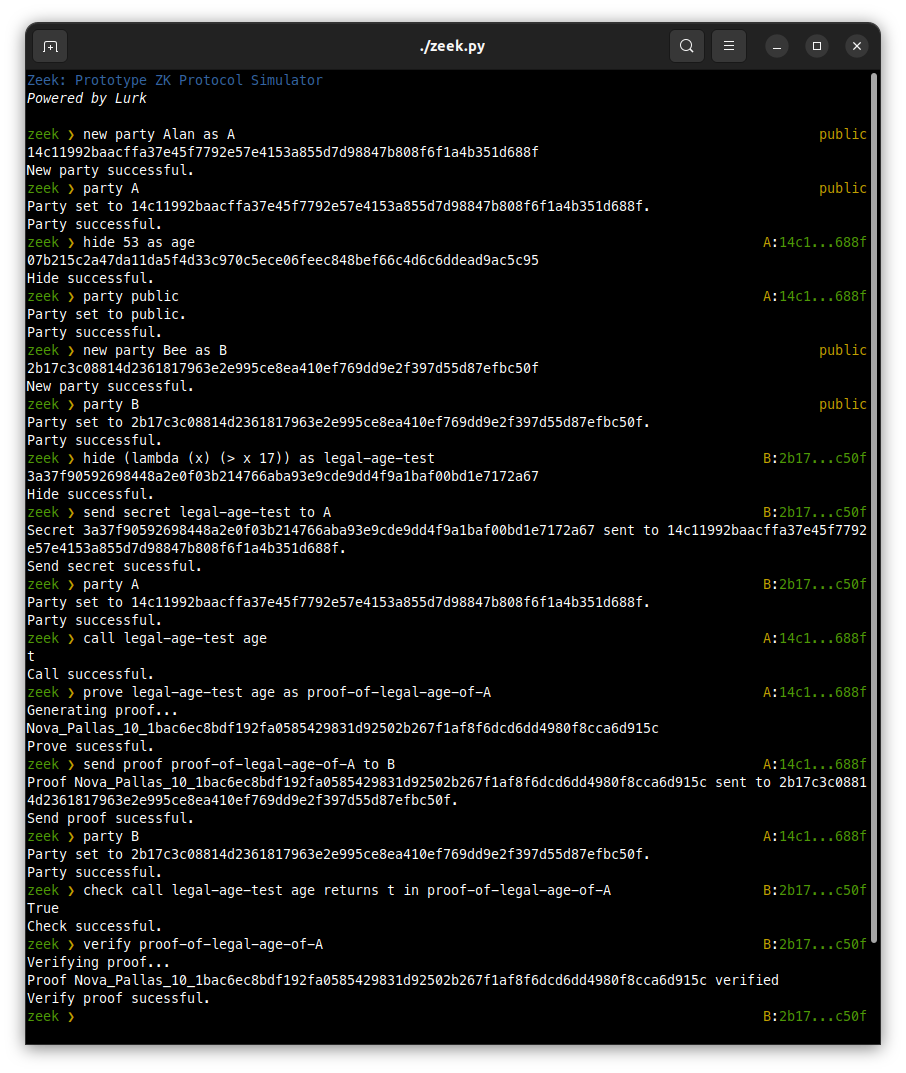 ./zeek.py
Zeek: Prototype ZK Protocol Simulator
Powered by Lurk
zeek ❯ new party Alan as A public
14c11992baacffa37e45f7792e57e4153a855d7d98847b808f6f1a4b351d688f
New party successful.
zeek ❯ party A public
Party set to 14c11992baacffa37e45f7792e57e4153a855d7d98847b808f6f1a4b351d688f.
Party successful.
zeek ❯ hide 53 as age A:14c1...688f
07b215c2a47da11da5f4d33c970c5ece06feec848bef66c4d6c6ddead9ac5c95
Hide successful.
zeek ❯ party public A:14c1...688f
Party set to public.
Party successful.
zeek ❯ new party Bee as B public
2b17c3c08814d2361817963e2e995ce8ea410ef769dd9e2f397d55d87efbc50f
New party successful.
zeek ❯ party B public
Party set to 2b17c3c08814d2361817963e2e995ce8ea410ef769dd9e2f397d55d87efbc50f.
Party successful.
zeek ❯ hide (lambda (x) (> x 17)) as legal-age-test B:2b17...c50f
3a37f90592698448a2e0f03b214766aba93e9cde9dd4f9a1baf00bd1e7172a67
Hide successful.
zeek ❯ send secret legal-age-test to A B:2b17...c50f
Secret 3a37f90592698448a2e0f03b214766aba93e9cde9dd4f9a1baf00bd1e7172a67 sent to 14c11992baacffa37e45f7792
e57e4153a855d7d98847b808f6f1a4b351d688f.
Send secret sucessful.
zeek ❯ party A B:2b17...c50f
Party set to 14c11992baacffa37e45f7792e57e4153a855d7d98847b808f6f1a4b351d688f.
Party successful.
zeek ❯ call legal-age-test age A:14c1...688f
t
Call successful.
zeek ❯ prove legal-age-test age as proof-of-legal-age-of-A A:14c1...688f
Generating proof...
Nova_Pallas_10_1bac6ec8bdf192fa0585429831d92502b267f1af8f6dcd6dd4980f8cca6d915c
Prove sucessful.
zeek ❯ send proof proof-of-legal-age-of-A to B A:14c1...688f
Proof Nova_Pallas_10_1bac6ec8bdf192fa0585429831d92502b267f1af8f6dcd6dd4980f8cca6d915c sent to 2b17c3c0881
4d2361817963e2e995ce8ea410ef769dd9e2f397d55d87efbc50f.
Send proof sucessful.
zeek ❯ party B A:14c1...688f
Party set to 2b17c3c08814d2361817963e2e995ce8ea410ef769dd9e2f397d55d87efbc50f.
Party successful.
zeek ❯ check call legal-age-test age returns t in proof-of-legal-age-of-A B:2b17...c50f
True
Check successful.
zeek ❯ verify proof-of-legal-age-of-A B:2b17...c50f
Verifying proof...
Proof Nova_Pallas_10_1bac6ec8bdf192fa0585429831d92502b267f1af8f6dcd6dd4980f8cca6d915c verified
Verify proof sucessful.
zeek ❯ B:2b17...c50f